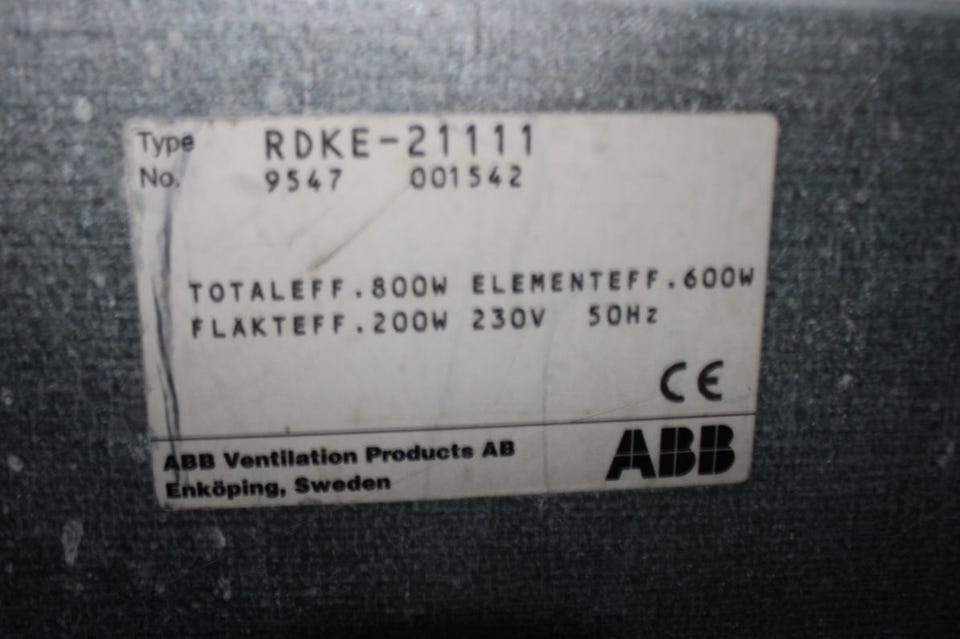 Type RDKE-21111
No. 9547 001542
TOTALEFF.800W ELEMENTEFF.600W
FLÄKTEFF.200W 230V 50Hz
CE
ABB Ventilation Products AB
Enköping, Sweden
ABB